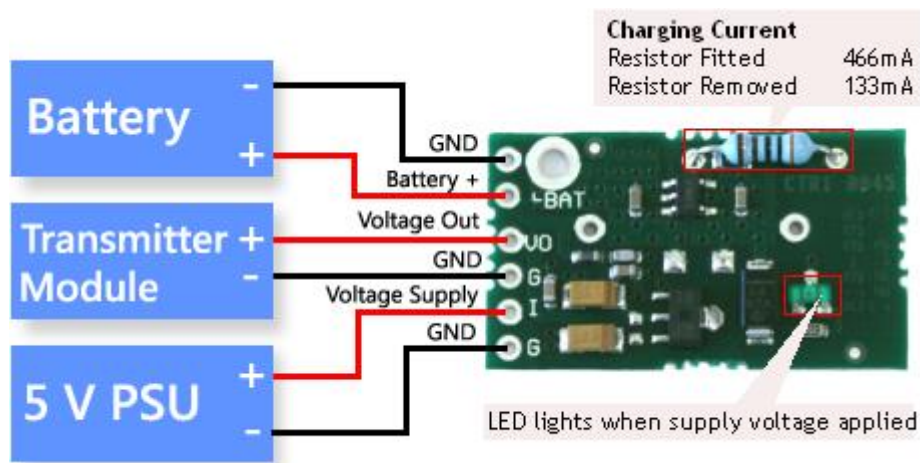 Charging Current
Resistor Fitted 466mA
Resistor Removed 133mA
Battery
-
+
GND
Battery +
Voltage Out
GND
Voltage Supply
GND
Transmitter
Module
+
-
5 V PSU
+
-
BAT
VO
G
I
G
LED lights when supply voltage applied